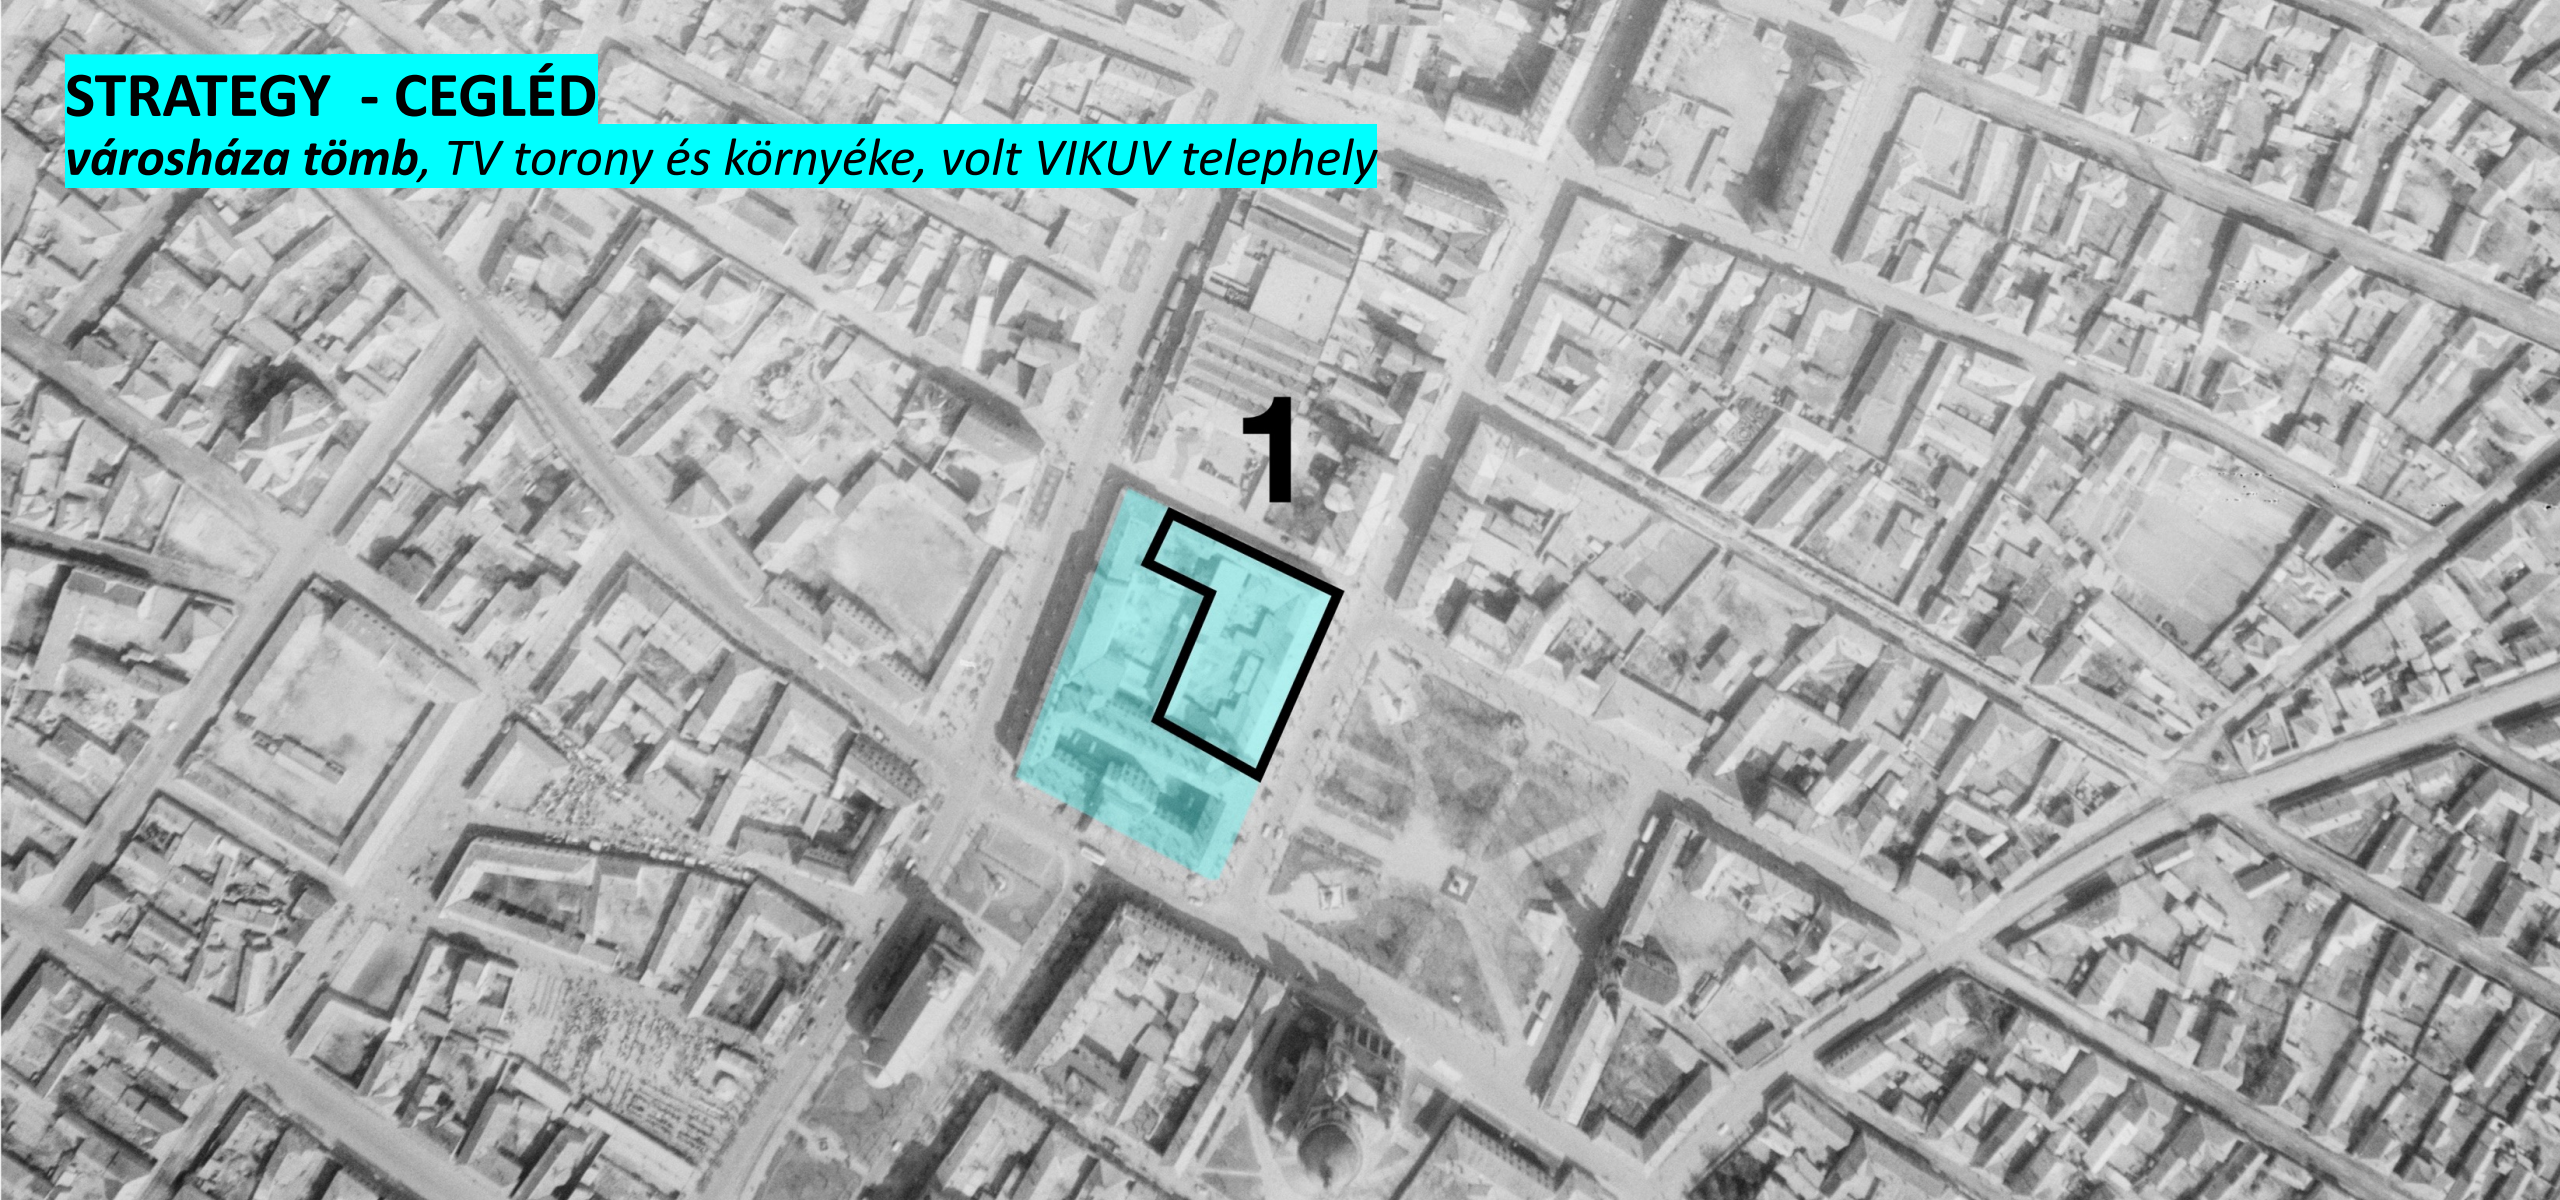 STRATEGY - CEGLÉD
városháza tömb, TV torony és környéke, volt VIKUV telephely
1